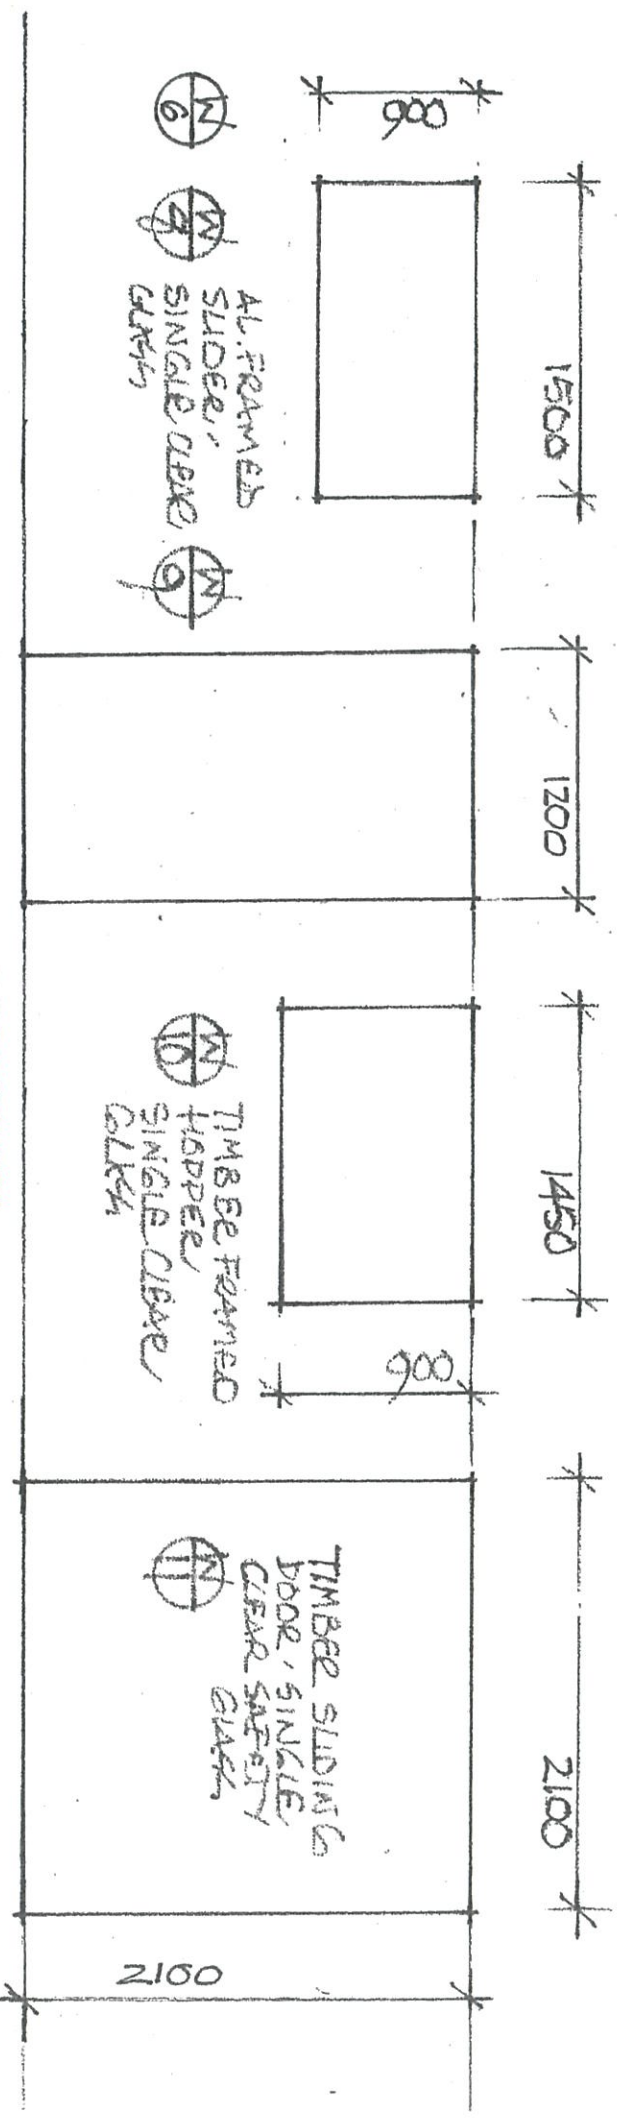 1500
1200
1450
2100
900
900
W
6
W
AL. FRAMED
SLIDER,
SINGLE CLEAR
GLASS
W
9
W
10
TIMBER FRAMED
HOPPER,
SINGLE CLEAR
GLASS
W
11
TIMBER SLIDING
DOOR, SINGLE
CLEAR SAFETY
GLASS
2100